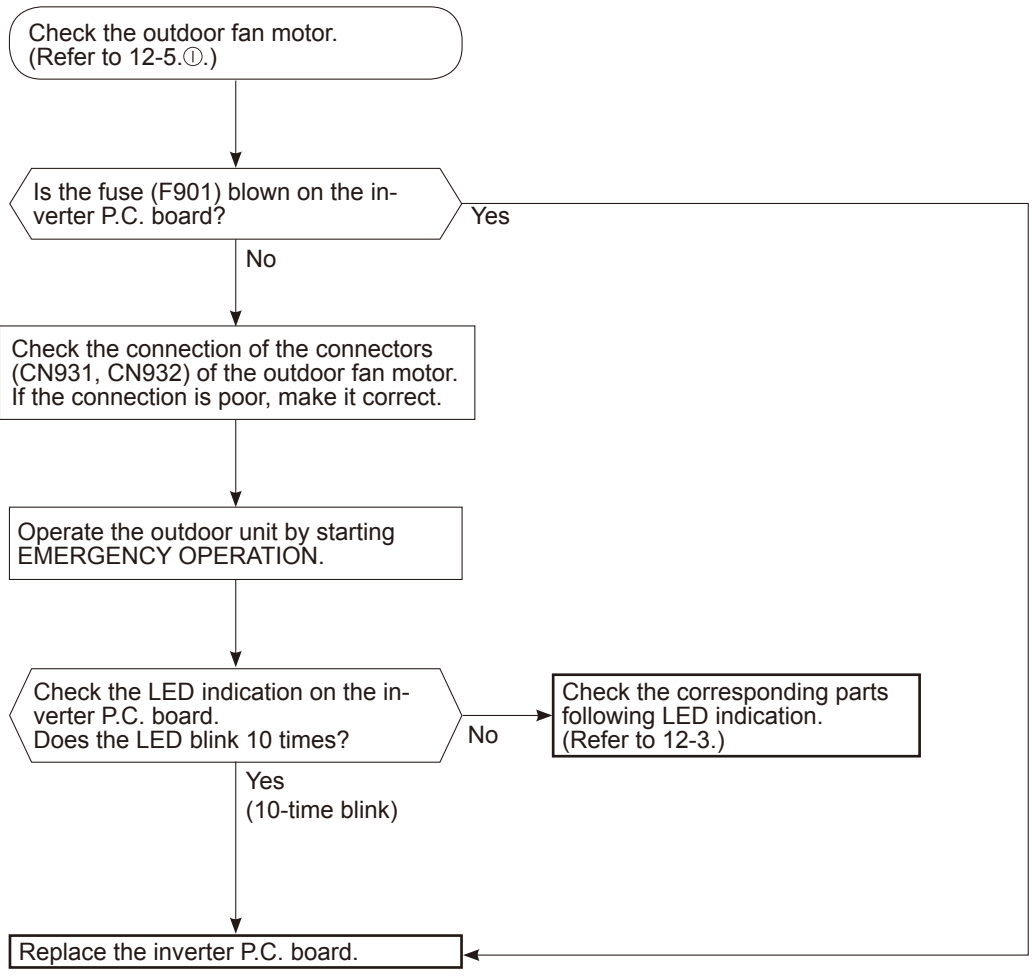 Check the outdoor fan motor.
(Refer to 12-5.Ⓘ.)
Is the fuse (F901) blown on the in-
verter P.C. board?
Yes
No
Check the connection of the connectors
(CN931, CN932) of the outdoor fan motor.
If the connection is poor, make it correct.
Operate the outdoor unit by starting
EMERGENCY OPERATION.
Check the LED indication on the in-
verter P.C. board.
Does the LED blink 10 times?
No
Check the corresponding parts
following LED indication.
(Refer to 12-3.)
Yes
(10-time blink)
Replace the inverter P.C. board.